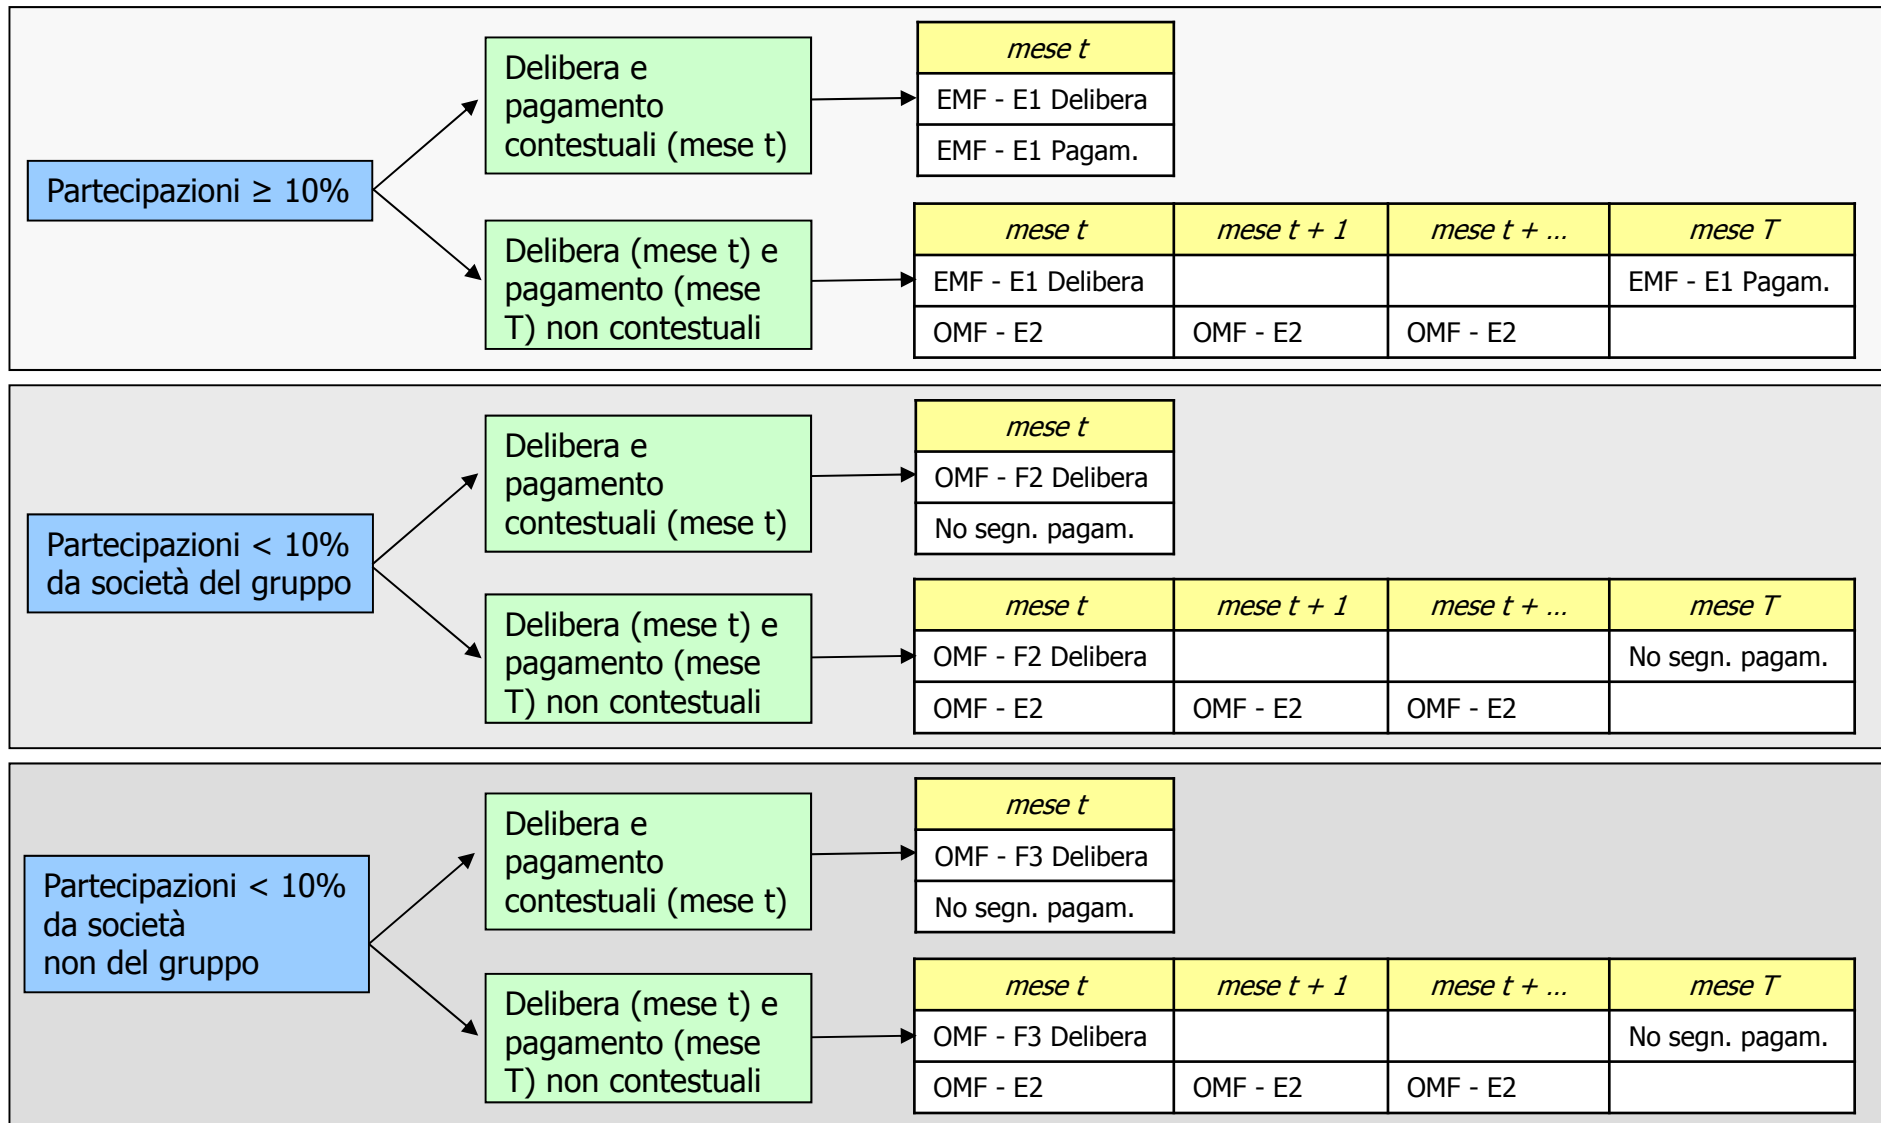 Partecipazioni ≥ 10%
Delibera e
pagamento
contestuali (mese t)
mese t
EMF - E1 Delibera
EMF - E1 Pagam.
Delibera (mese t) e
pagamento (mese
T) non contestuali
mese t mese t + 1 mese t + ... mese T
EMF - E1 Delibera EMF - E1 Pagam.
OMF - E2 OMF - E2 OMF - E2
Partecipazioni < 10%
da società del gruppo
Delibera e
pagamento
contestuali (mese t)
mese t
OMF - F2 Delibera
No segn. pagam.
Delibera (mese t) e
pagamento (mese
T) non contestuali
mese t mese t + 1 mese t + ... mese T
OMF - F2 Delibera No segn. pagam.
OMF - E2 OMF - E2 OMF - E2
Partecipazioni < 10%
da società
non del gruppo
Delibera e
pagamento
contestuali (mese t)
mese t
OMF - F3 Delibera
No segn. pagam.
Delibera (mese t) e
pagamento (mese
T) non contestuali
mese t mese t + 1 mese t + ... mese T
OMF - F3 Delibera No segn. pagam.
OMF - E2 OMF - E2 OMF - E2